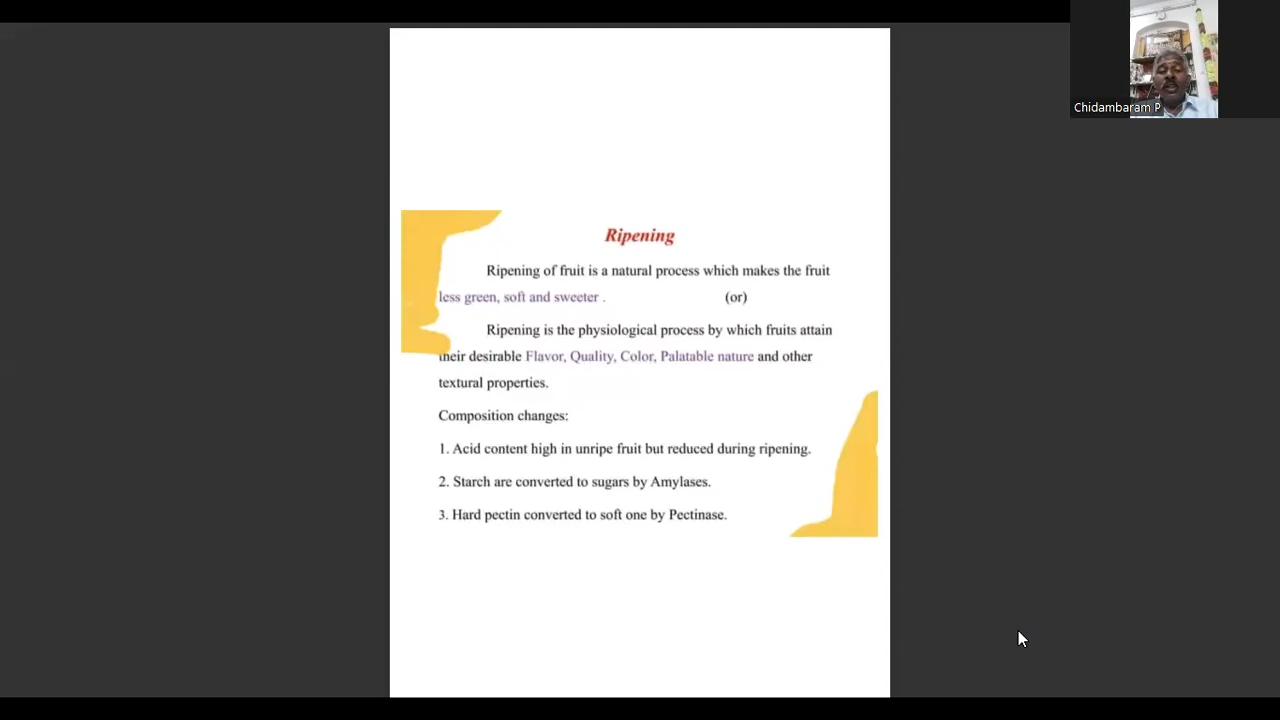 Chidambaram P
Ripening
Ripening of fruit is a natural process which makes the fruit
less green, soft and sweeter . (or)
Ripening is the physiological process by which fruits attain
their desirable Flavor, Quality, Color, Palatable nature and other
textural properties.
Composition changes:
1. Acid content high in unripe fruit but reduced during ripening.
2. Starch are converted to sugars by Amylases.
3. Hard pectin converted to soft one by Pectinase.